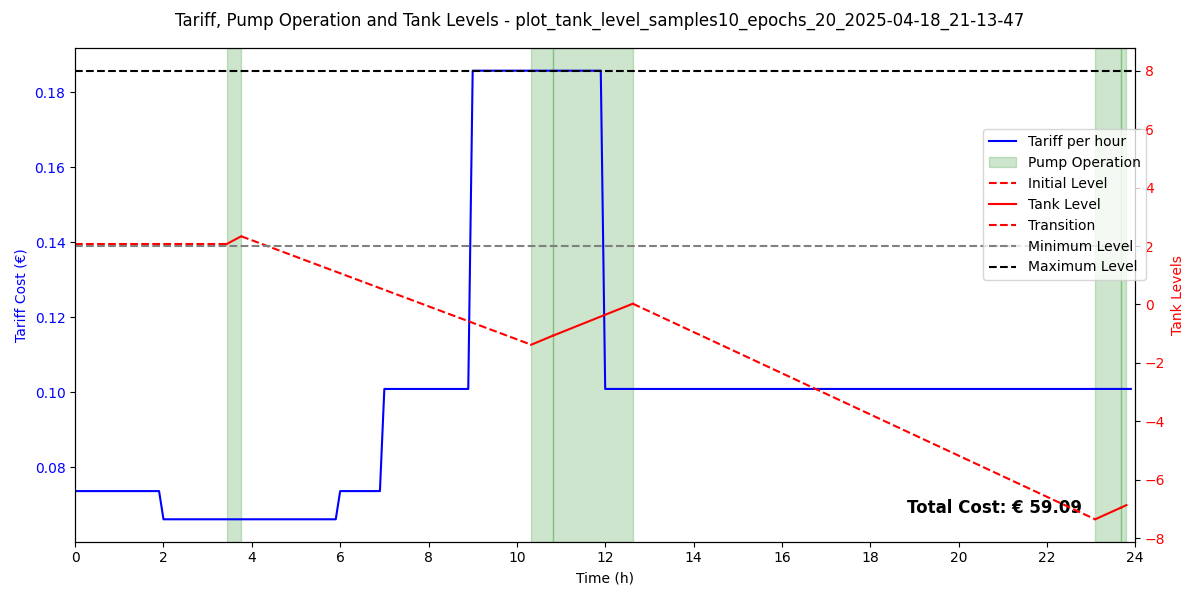 Tariff, Pump Operation and Tank Levels - plot_tank_level_samples10_epochs_20_2025-04-18_21-13-47
0.18
0.16
0.14
0.12
0.10
0.08
Tariff Cost (€)
8
6
4
2
0
−2
−4
−6
−8
Tank Levels
Tariff per hour
Pump Operation
Initial Level
Tank Level
Transition
Minimum Level
Maximum Level
Total Cost: € 59.09
0 2 4 6 8 10 12 14 16 18 20 22 24
Time (h)